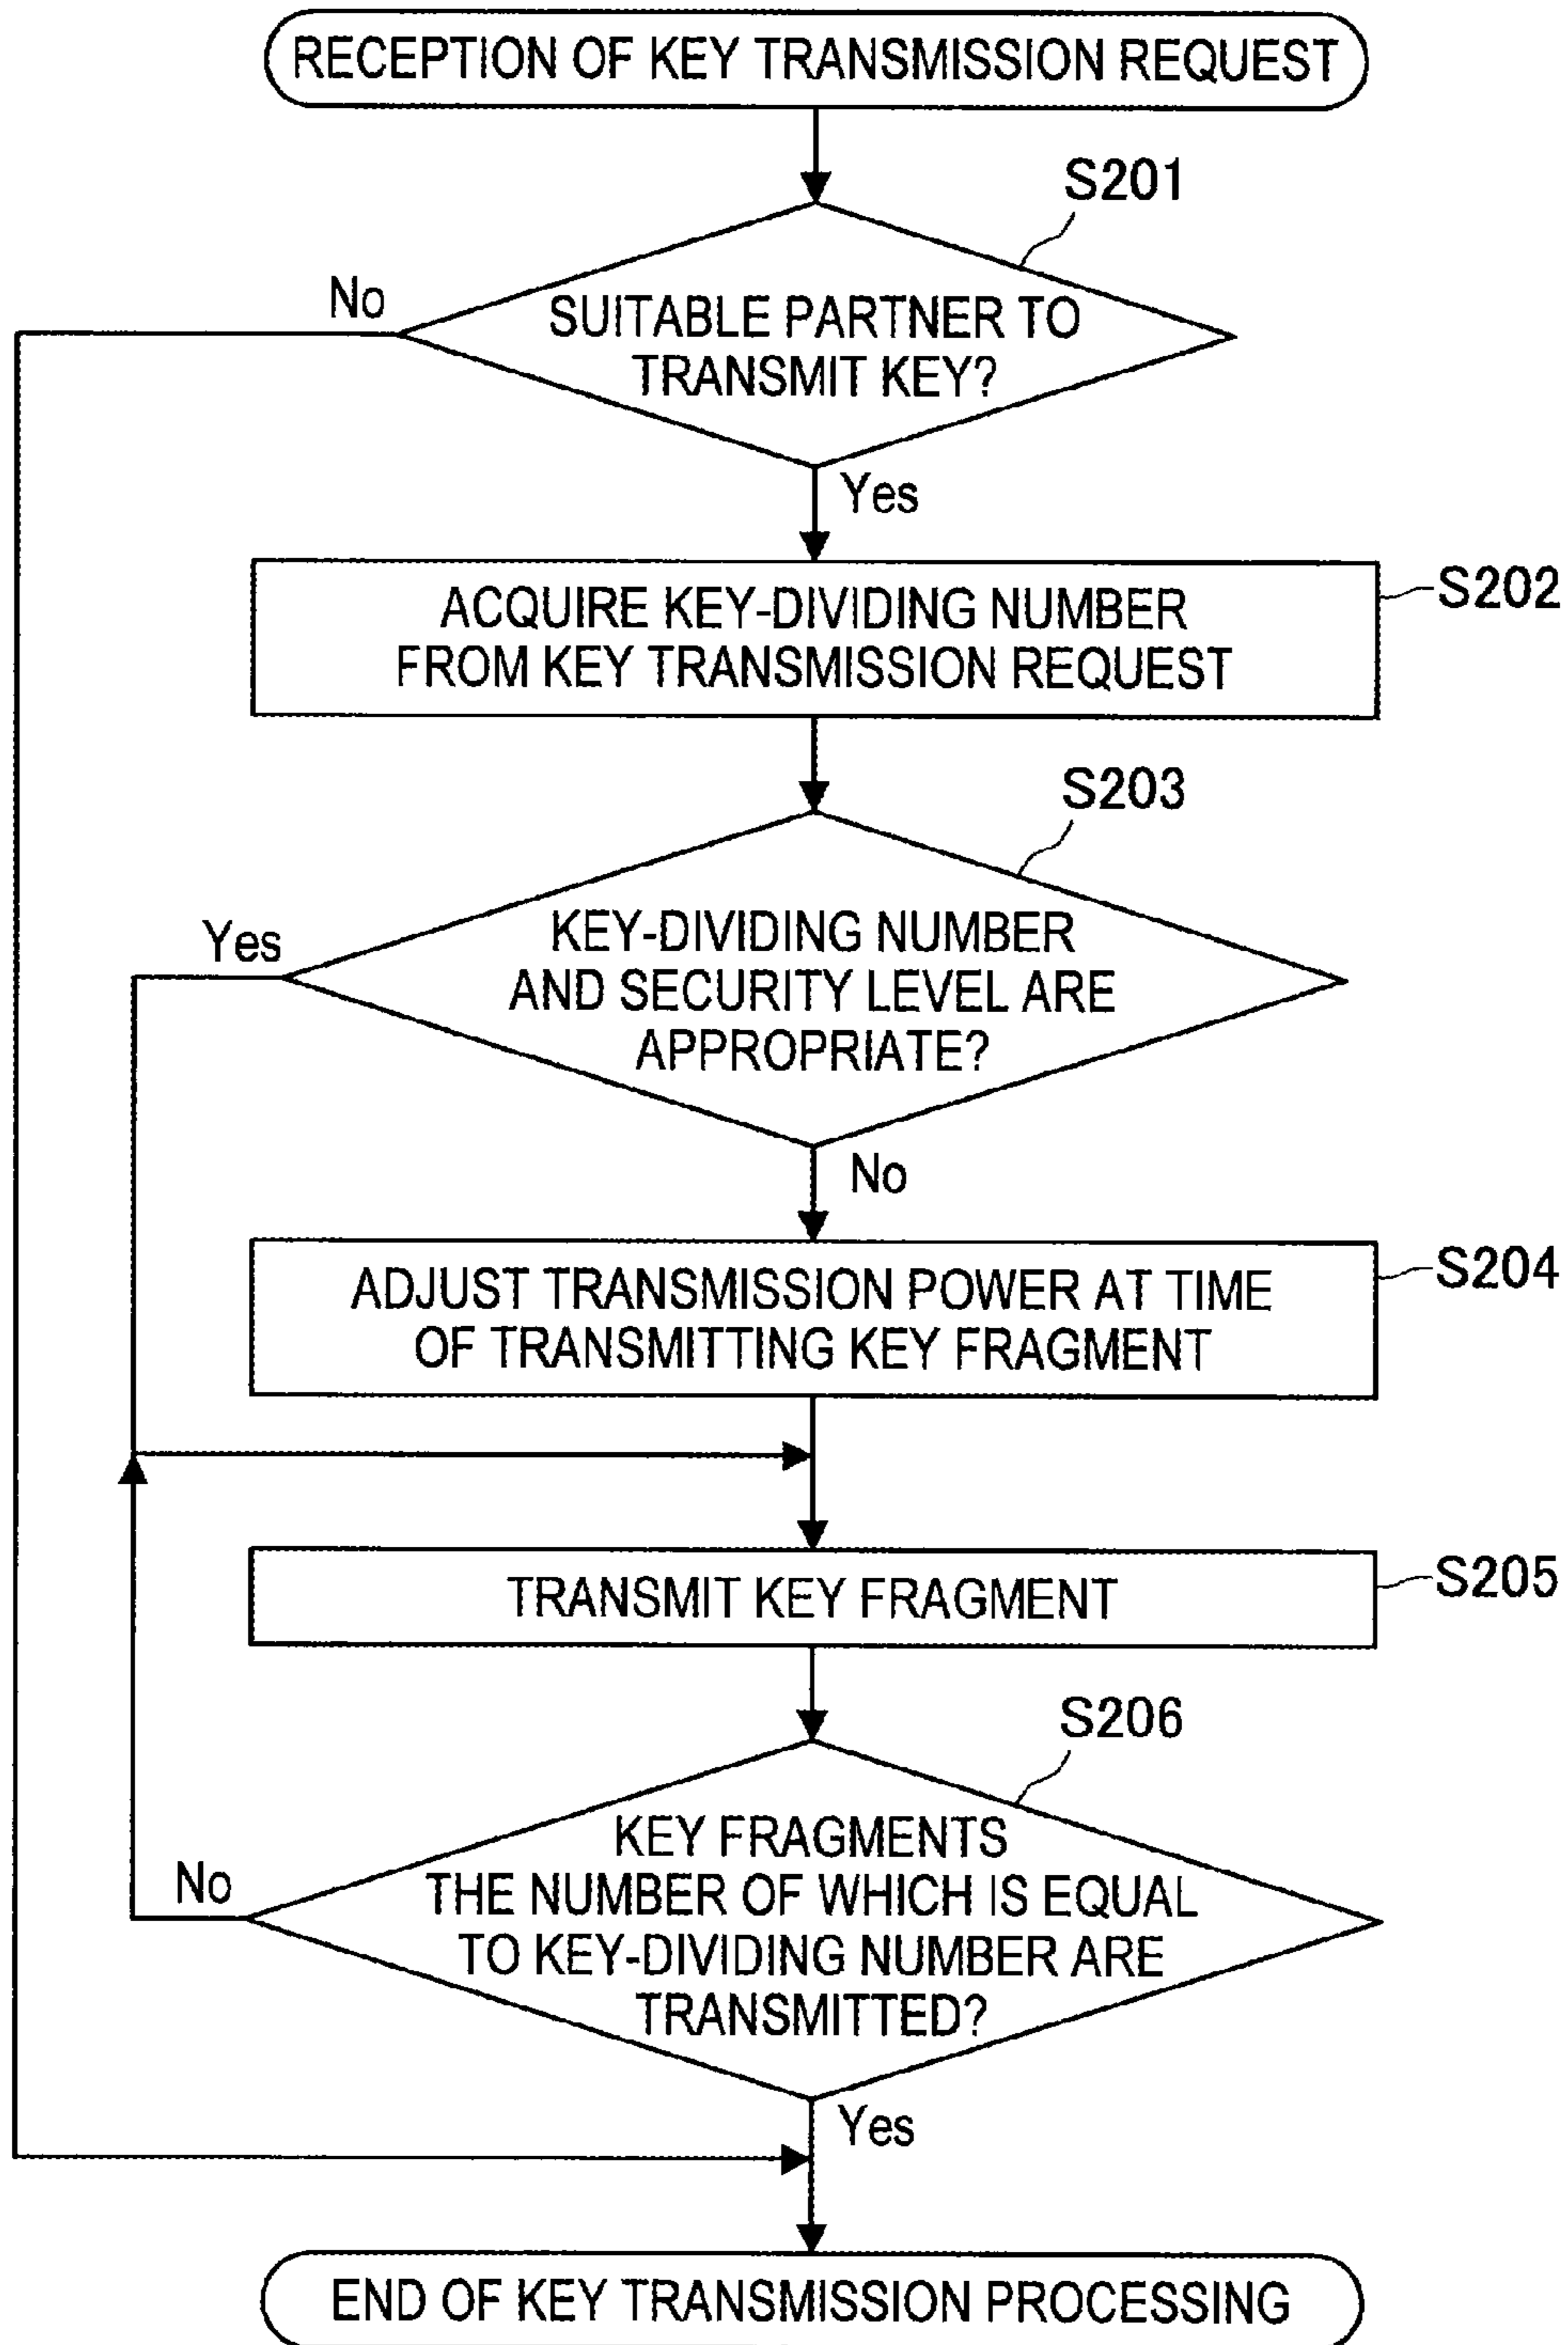 RECEPTION OF KEY TRANSMISSION REQUEST
S201
No
SUITABLE PARTNER TO
TRANSMIT KEY?
Yes
ACQUIRE KEY-DIVIDING NUMBER
FROM KEY TRANSMISSION REQUEST
S202
S203
Yes
KEY-DIVIDING NUMBER
AND SECURITY LEVEL ARE
APPROPRIATE?
No
ADJUST TRANSMISSION POWER AT TIME
OF TRANSMITTING KEY FRAGMENT
S204
TRANSMIT KEY FRAGMENT
S205
S206
KEY FRAGMENTS
No
THE NUMBER OF WHICH IS EQUAL
TO KEY-DIVIDING NUMBER ARE
TRANSMITTED?
Yes
END OF KEY TRANSMISSION PROCESSING